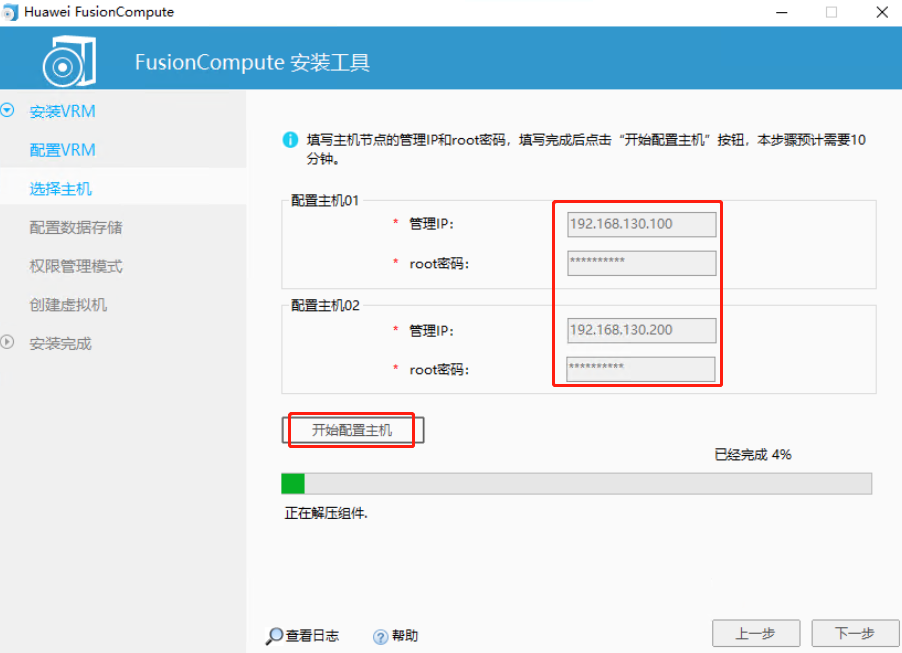 Huawei FusionCompute
FusionCompute 安装工具
安装VRM
配置VRM
选择主机
配置数据存储
权限管理模式
创建虚拟机
安装完成
填写主机节点的管理IP和root密码，填写完成后点击“开始配置主机”按钮，本步骤预计需要10
分钟。
配置主机01
* 管理IP: 192.168.130.100
* root密码: **********
配置主机02
* 管理IP: 192.168.130.200
* root密码: **********
开始配置主机
已经完成 4%
正在解压组件.
查看日志 帮助 上一步 下一步